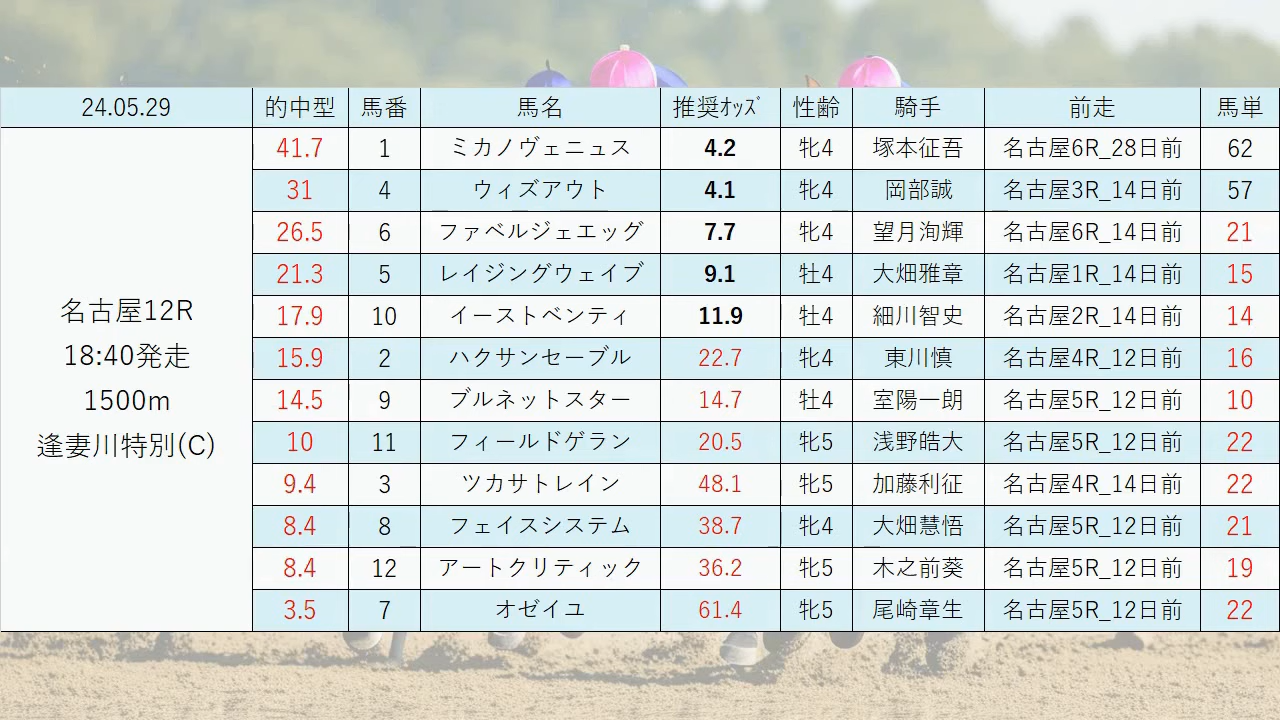 24.05.29 的中型 馬番 馬名 推奨ｵｯｽﾞ 性齢 騎手 前走 馬単
41.7 1 ミカノヴェニュス 4.2 牝4 塚本征吾 名古屋6R_28日前 62
31 4 ウィズアウト 4.1 牝4 岡部誠 名古屋3R_14日前 57
26.5 6 ファベルジェエッグ 7.7 牝4 望月洵輝 名古屋6R_14日前 21
21.3 5 レイジングウェイブ 9.1 牡4 大畑雅章 名古屋1R_14日前 15
17.9 10 イーストベンティ 11.9 牡4 細川智史 名古屋2R_14日前 14
15.9 2 ハクサンセーブル 22.7 牝4 東川慎 名古屋4R_12日前 16
14.5 9 ブルネットスター 14.7 牡4 室陽一朗 名古屋5R_12日前 10
10 11 フィールドゲラン 20.5 牝5 浅野皓大 名古屋5R_12日前 22
9.4 3 ツカサトレイン 48.1 牝5 加藤利征 名古屋4R_14日前 22
8.4 8 フェイスシステム 38.7 牝4 大畑慧悟 名古屋5R_12日前 21
8.4 12 アートクリティック 36.2 牝5 木之前葵 名古屋5R_12日前 19
3.5 7 オゼイユ 61.4 牝5 尾崎章生 名古屋5R_12日前 22
名古屋12R
18:40発走
1500m
逢妻川特別(C)